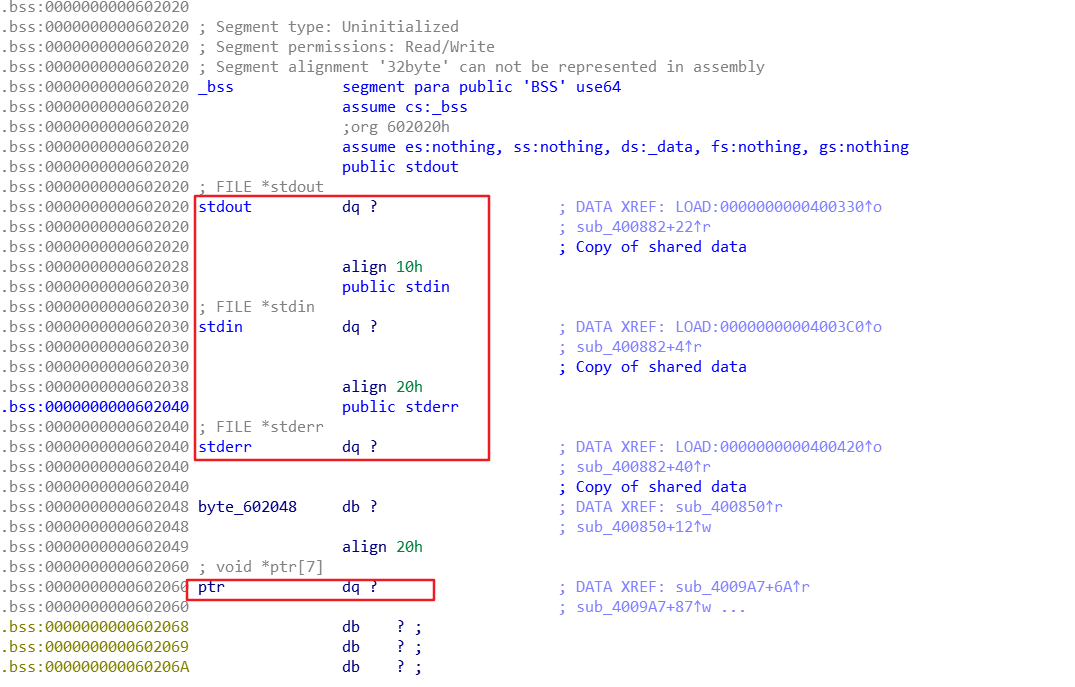 .bss:0000000000602020
.bss:0000000000602020 ; Segment type: Uninitialized
.bss:0000000000602020 ; Segment permissions: Read/Write
.bss:0000000000602020 ; Segment alignment '32byte' can not be represented in assembly
.bss:0000000000602020 _bss segment para public 'BSS' use64
.bss:0000000000602020 assume cs:_bss
.bss:0000000000602020 ;org 602020h
.bss:0000000000602020 assume es:nothing, ss:nothing, ds:_data, fs:nothing, gs:nothing
.bss:0000000000602020 public stdout
.bss:0000000000602020 ; FILE *stdout
.bss:0000000000602020 stdout dq ? ; DATA XREF: LOAD:0000000000400330↑o
.bss:0000000000602020 ; sub_400882+22↑r
.bss:0000000000602020 ; Copy of shared data
.bss:0000000000602028 align 10h
.bss:0000000000602030 public stdin
.bss:0000000000602030 ; FILE *stdin
.bss:0000000000602030 stdin dq ? ; DATA XREF: LOAD:00000000004003C0↑o
.bss:0000000000602030 ; sub_400882+4↑r
.bss:0000000000602030 ; Copy of shared data
.bss:0000000000602038 align 20h
.bss:0000000000602040 public stderr
.bss:0000000000602040 ; FILE *stderr
.bss:0000000000602040 stderr dq ? ; DATA XREF: LOAD:0000000000400420↑o
.bss:0000000000602040 ; sub_400882+40↑r
.bss:0000000000602040 ; Copy of shared data
.bss:0000000000602048 byte_602048 db ? ; DATA XREF: sub_400850↑r
.bss:0000000000602048 ; sub_400850+12↑w
.bss:0000000000602049 align 20h
.bss:0000000000602060 ; void *ptr[7]
.bss:0000000000602060 ptr dq ? ; DATA XREF: sub_4009A7+6A↑r
.bss:0000000000602060 ; sub_4009A7+87↑w ...
.bss:0000000000602068 db ? ;
.bss:0000000000602069 db ? ;
.bss:000000000060206A db ? ;